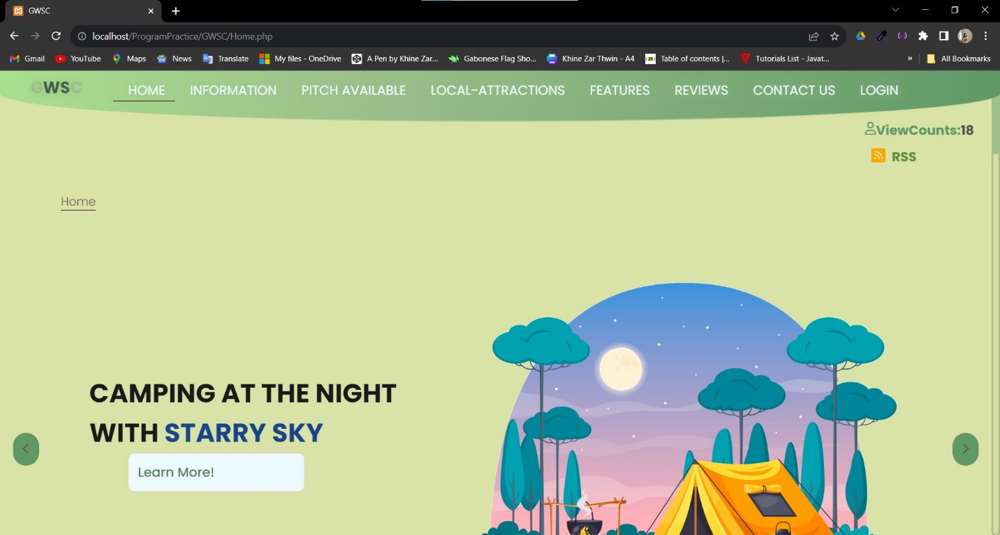 GWSC
localhost/ProgramPractice/GWSC/Home.php
Gmail YouTube Maps News Translate My files - OneDrive A Pen by Khine Zar... Gabonese Flag Sho... Khine Zar Thwin - A4 Table of contents |... Tutorials List - Javat... » All Bookmarks
GWSC HOME INFORMATION PITCH AVAILABLE LOCAL-ATTRACTIONS FEATURES REVIEWS CONTACT US LOGIN
ViewCounts:18
RSS
Home
CAMPING AT THE NIGHT
WITH STARRY SKY
Learn More!